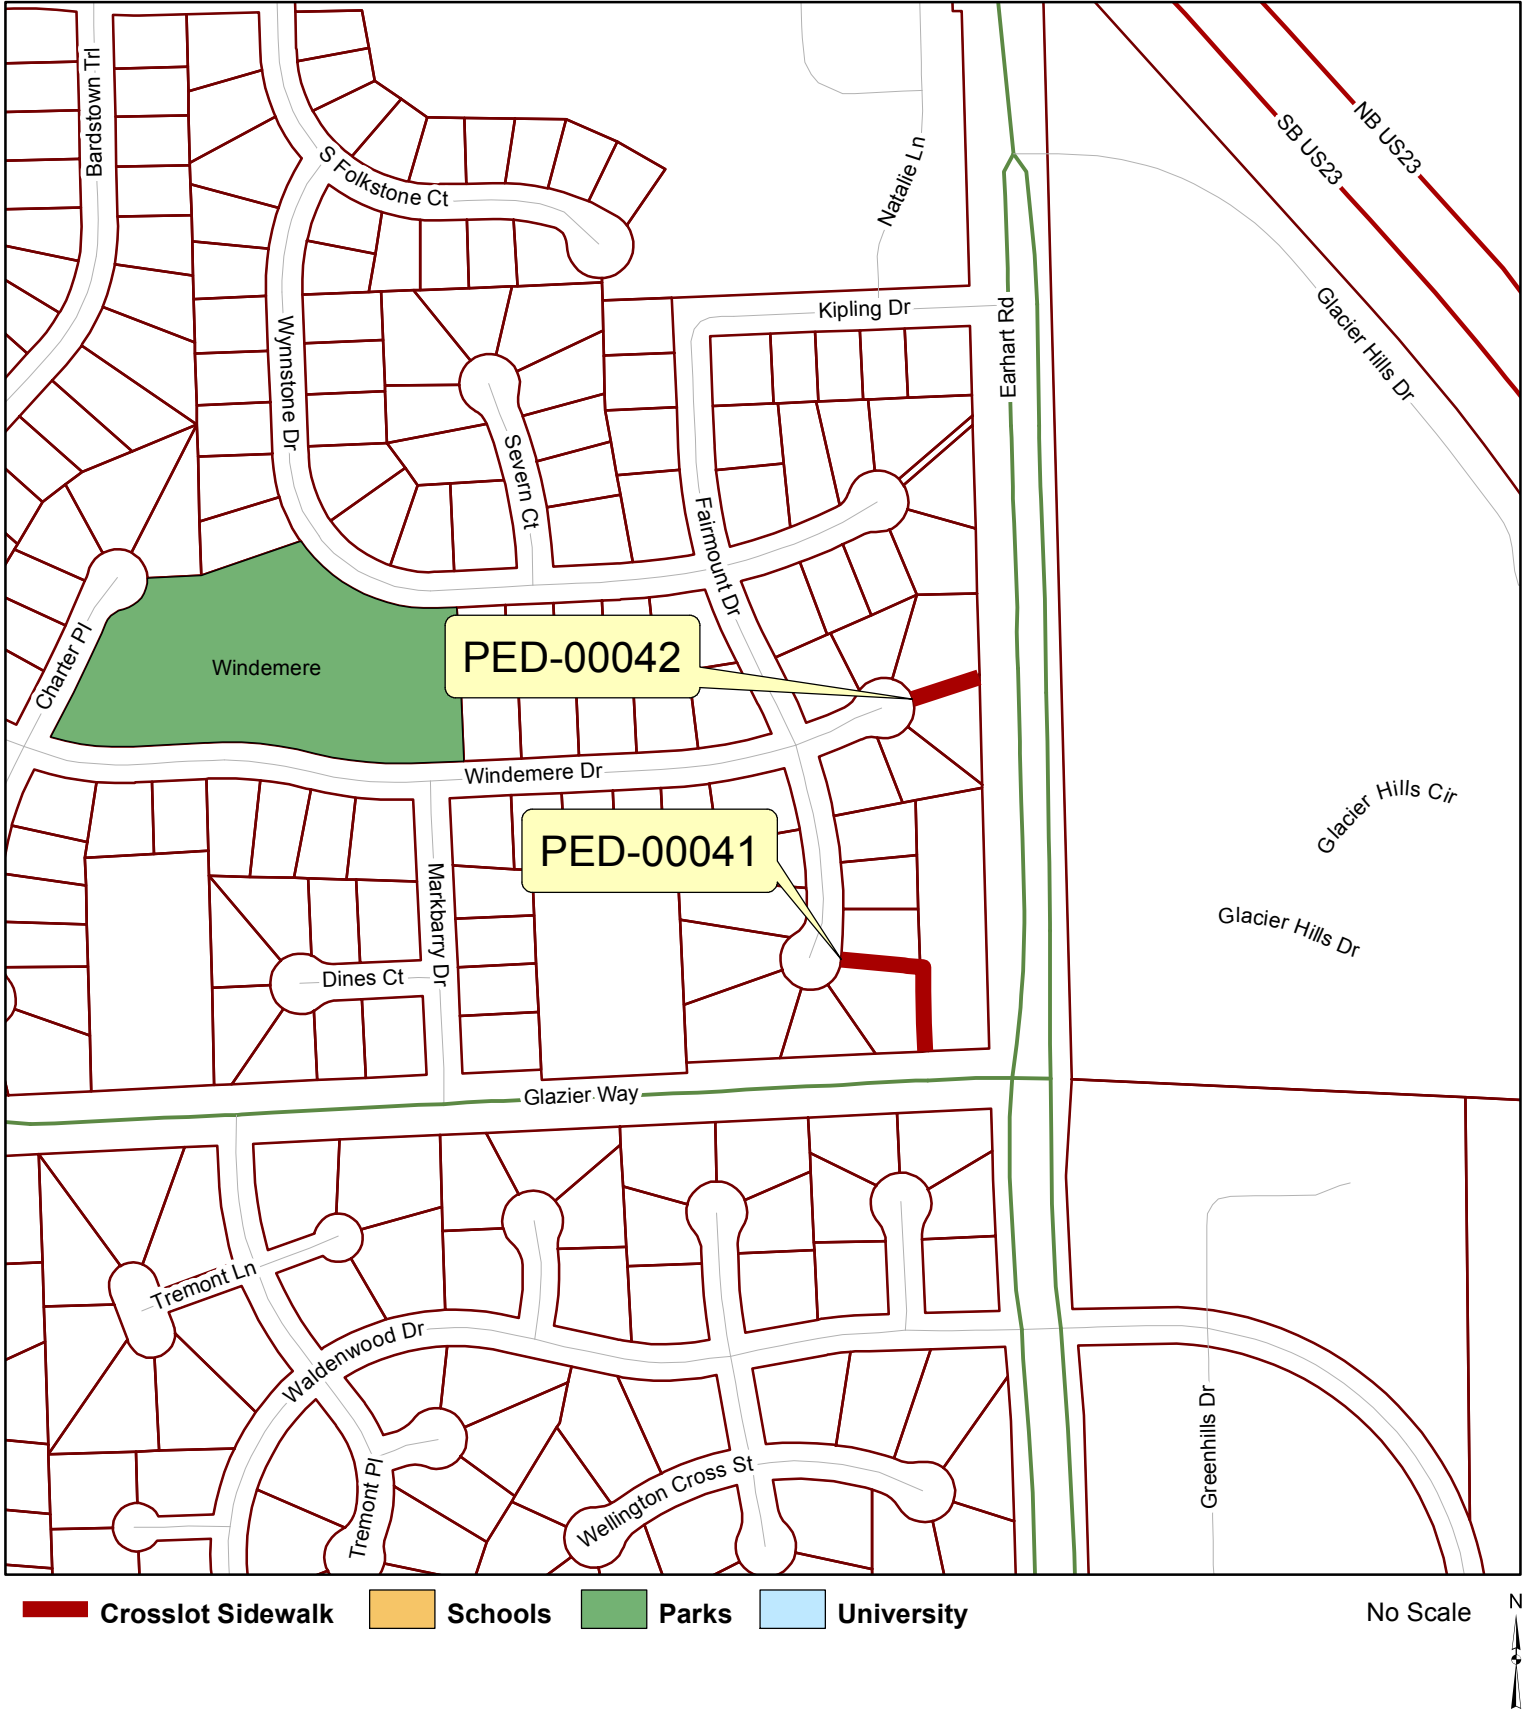 Bardstown Trl
S Folkstone Ct
Natalie Ln
SB US23
NB US23
Kipling Dr
Earhart Rd
Glacier Hills Dr
Wynnstone Dr
Severn Ct
Fairmount Dr
Charter Pl
Windemere
PED-00042
Windemere Dr
Glacier Hills Cir
PED-00041
Markbarry Dr
Glacier Hills Dr
Dines Ct
Glazier Way
Tremont Ln
Waldenwood Dr
Greenhills Dr
Tremont Pl
Wellington Cross St
Crosslot Sidewalk
Schools
Parks
University
No Scale
N